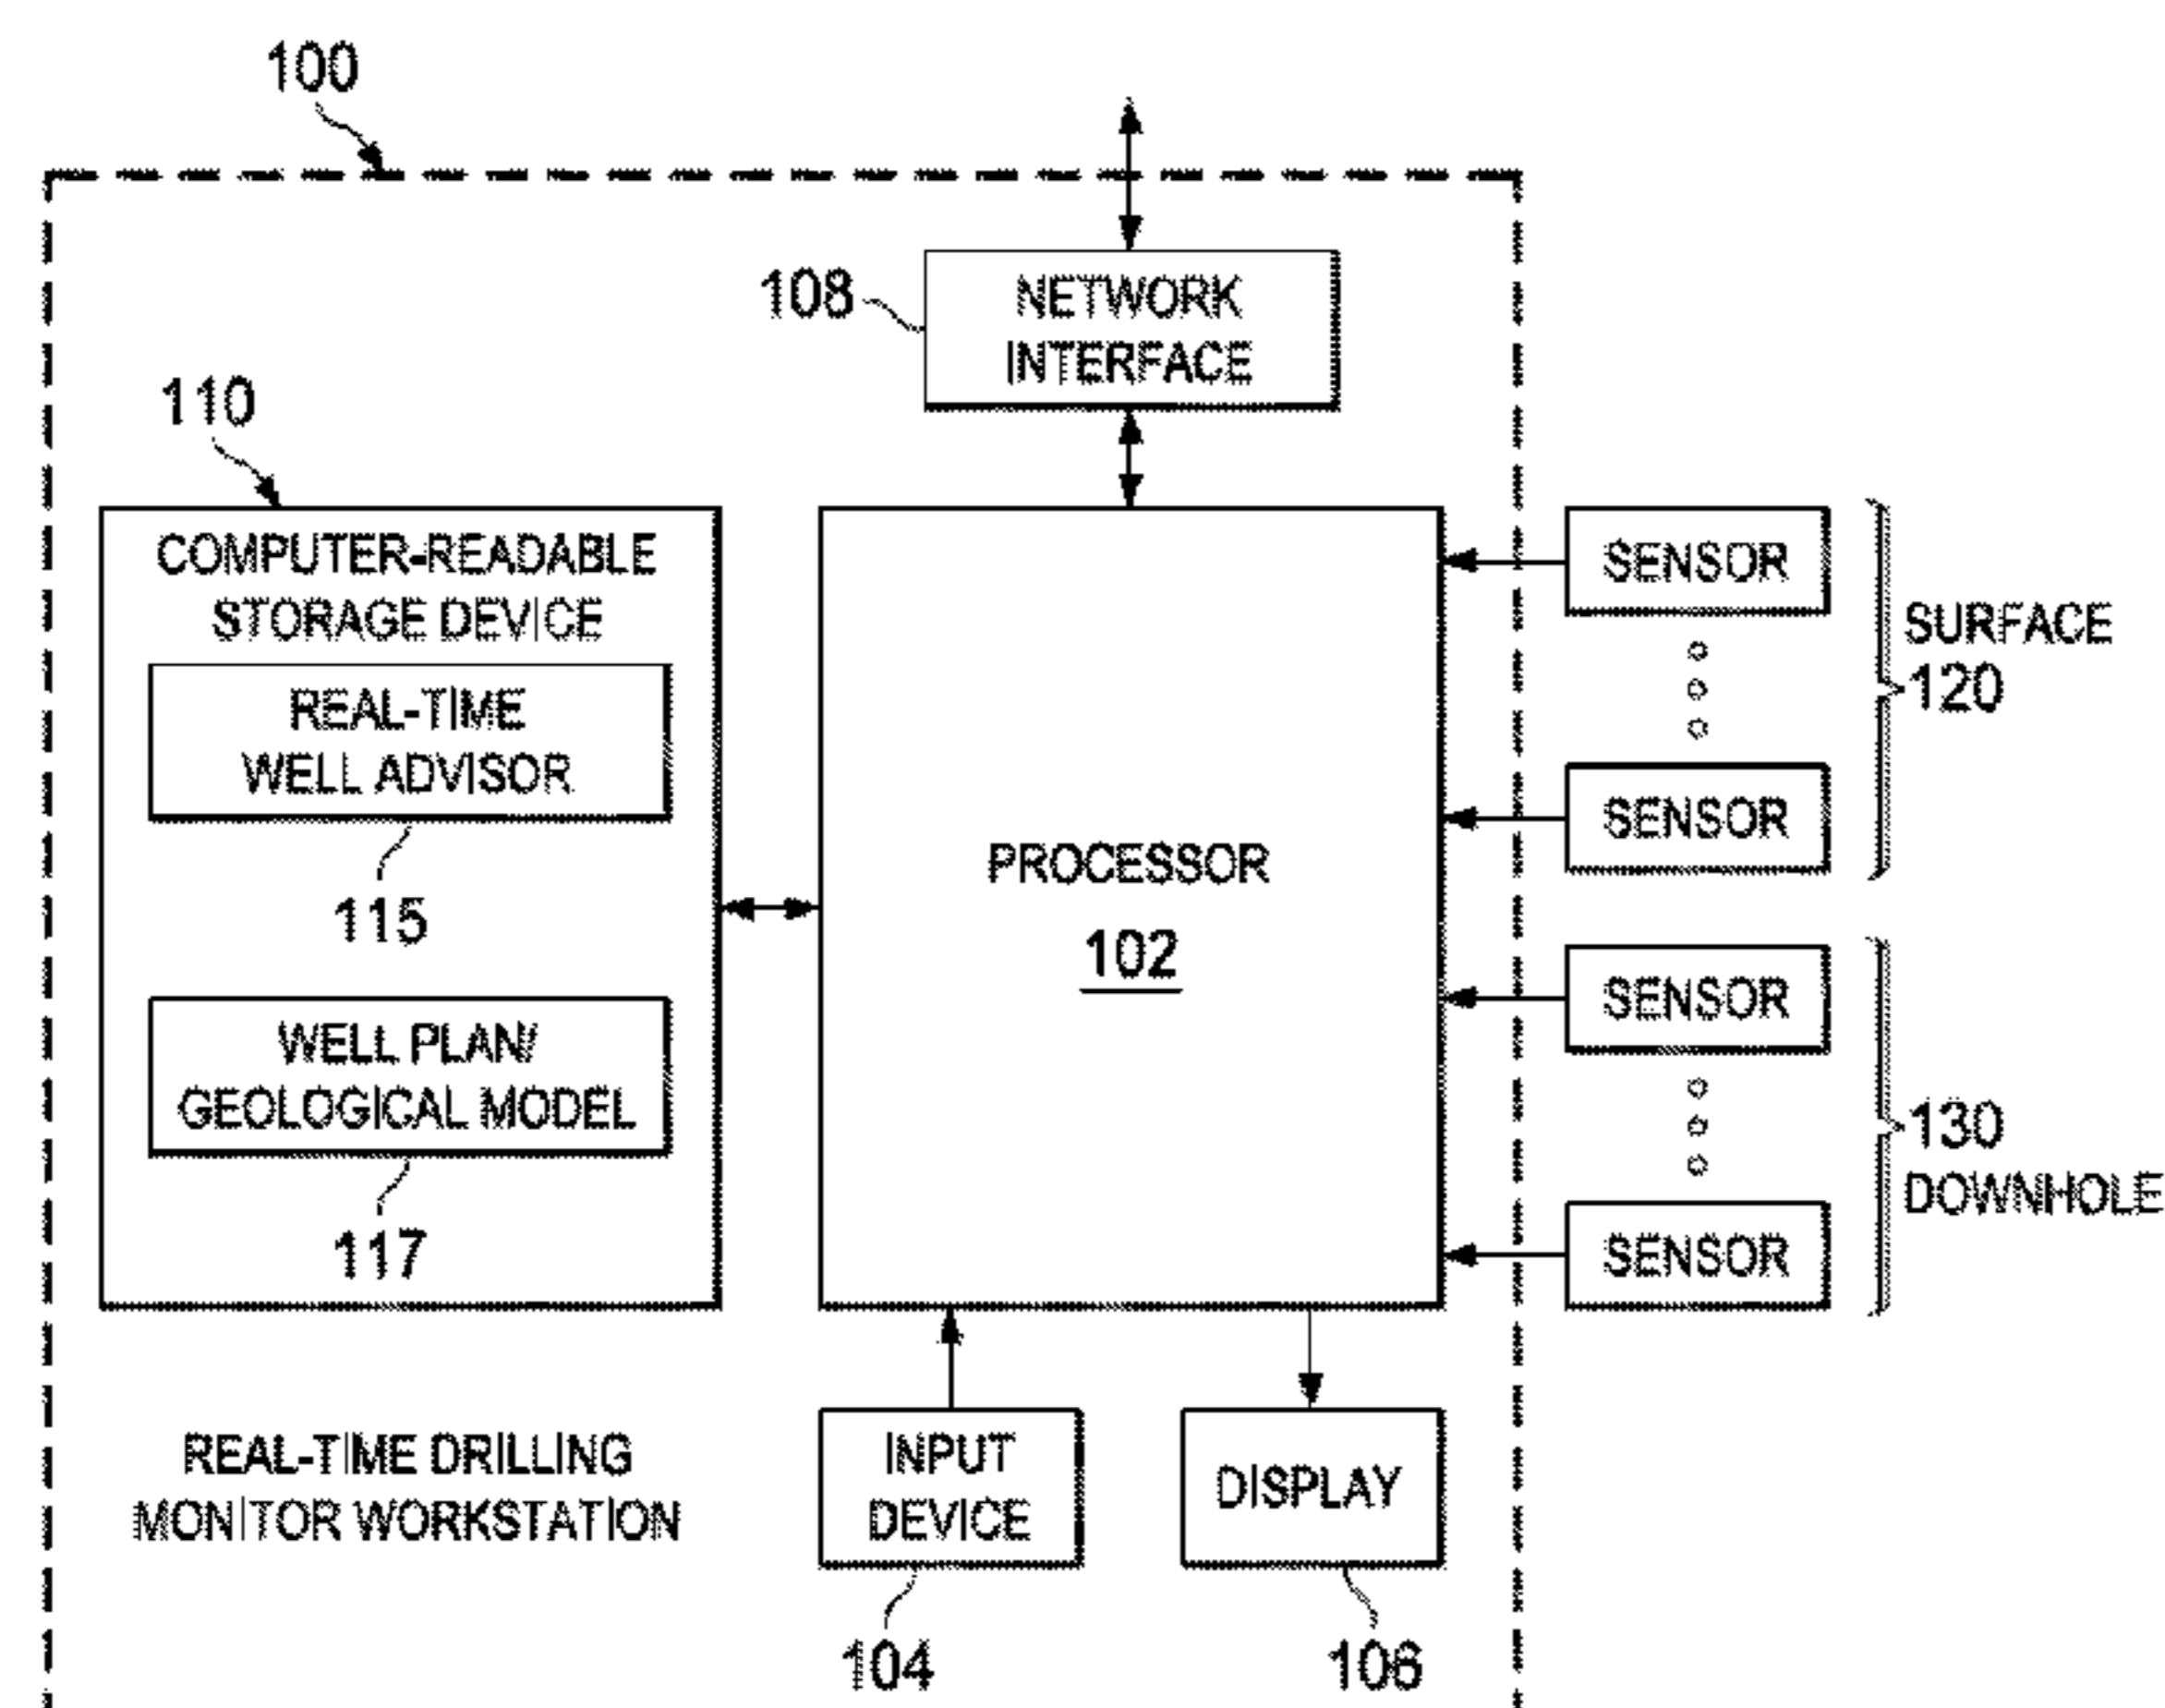 100
108
NETWORK
INTERFACE
110
COMPUTER-READABLE
STORAGE DEVICE
REAL-TIME
WELL ADVISOR
115
WELL PLAN/
GEOLOGICAL MODEL
117
PROCESSOR
102
SENSOR
SENSOR
SURFACE
120
SENSOR
SENSOR
130
DOWNHOLE
REAL-TIME DRILLING
MONITOR WORKSTATION
INPUT
DEVICE
104
DISPLAY
106